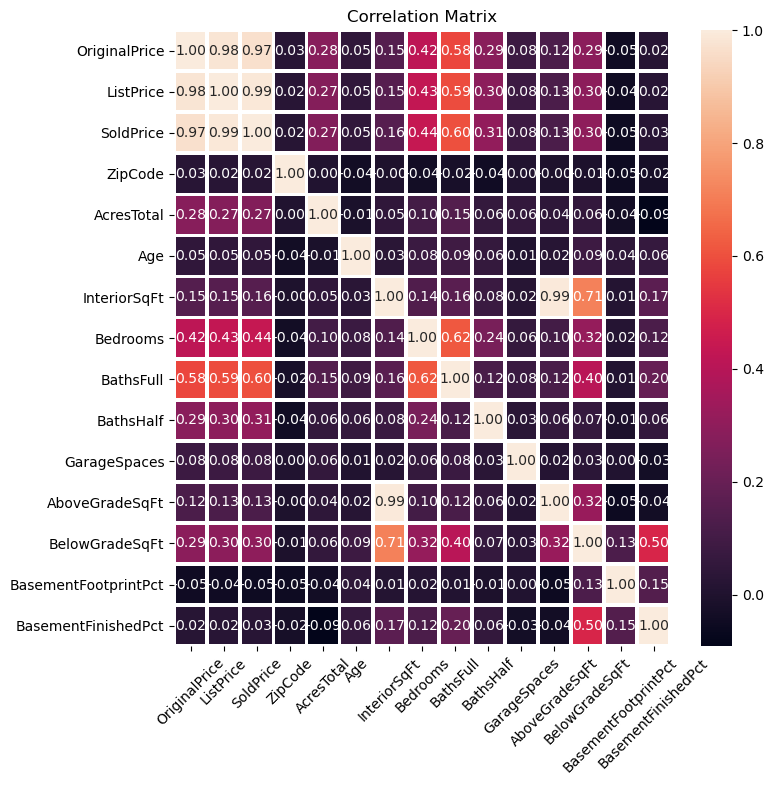 Correlation Matrix
OriginalPrice 1.00 0.98 0.97 0.03 0.28 0.05 0.15 0.42 0.58 0.29 0.08 0.12 0.29 -0.05 0.02
ListPrice 0.98 1.00 0.99 0.02 0.27 0.05 0.15 0.43 0.59 0.30 0.08 0.13 0.30 -0.04 0.02
SoldPrice 0.97 0.99 1.00 0.02 0.27 0.05 0.16 0.44 0.60 0.31 0.08 0.13 0.30 -0.05 0.03
ZipCode 0.03 0.02 0.02 1.00 0.00 -0.04 -0.00 -0.04 -0.02 -0.04 0.00 -0.00 -0.01 -0.05 -0.02
AcresTotal 0.28 0.27 0.27 0.00 1.00 -0.01 0.05 0.10 0.15 0.06 0.06 0.04 0.06 -0.04 -0.09
Age 0.05 0.05 0.05 -0.04 -0.01 1.00 0.03 0.08 0.09 0.06 0.01 0.02 0.09 0.04 0.06
InteriorSqFt 0.15 0.15 0.16 -0.00 0.05 0.03 1.00 0.14 0.16 0.08 0.02 0.99 0.71 0.01 0.17
Bedrooms 0.42 0.43 0.44 -0.04 0.10 0.08 0.14 1.00 0.62 0.24 0.06 0.10 0.32 0.02 0.12
BathsFull 0.58 0.59 0.60 -0.02 0.15 0.09 0.16 0.62 1.00 0.12 0.08 0.12 0.40 0.01 0.20
BathsHalf 0.29 0.30 0.31 -0.04 0.06 0.06 0.08 0.24 0.12 1.00 0.03 0.06 0.07 -0.01 0.06
GarageSpaces 0.08 0.08 0.08 0.00 0.06 0.01 0.02 0.06 0.08 0.03 1.00 0.02 0.03 0.00 -0.03
AboveGradeSqFt 0.12 0.13 0.13 -0.00 0.04 0.02 0.99 0.10 0.12 0.06 0.02 1.00 0.32 -0.05 -0.04
BelowGradeSqFt 0.29 0.30 0.30 -0.01 0.06 0.09 0.71 0.32 0.40 0.07 0.03 0.32 1.00 0.13 0.50
BasementFootprintPct -0.05 -0.04 -0.05 -0.05 -0.04 0.04 0.01 0.02 0.01 -0.01 0.00 -0.05 0.13 1.00 0.15
BasementFinishedPct 0.02 0.02 0.03 -0.02 -0.09 0.06 0.17 0.12 0.20 0.06 -0.03 -0.04 0.50 0.15 1.00
OriginalPrice
ListPrice
SoldPrice
ZipCode
AcresTotal
Age
InteriorSqFt
Bedrooms
BathsFull
BathsHalf
GarageSpaces
AboveGradeSqFt
BelowGradeSqFt
BasementFootprintPct
BasementFinishedPct
1.0
0.8
0.6
0.4
0.2
0.0